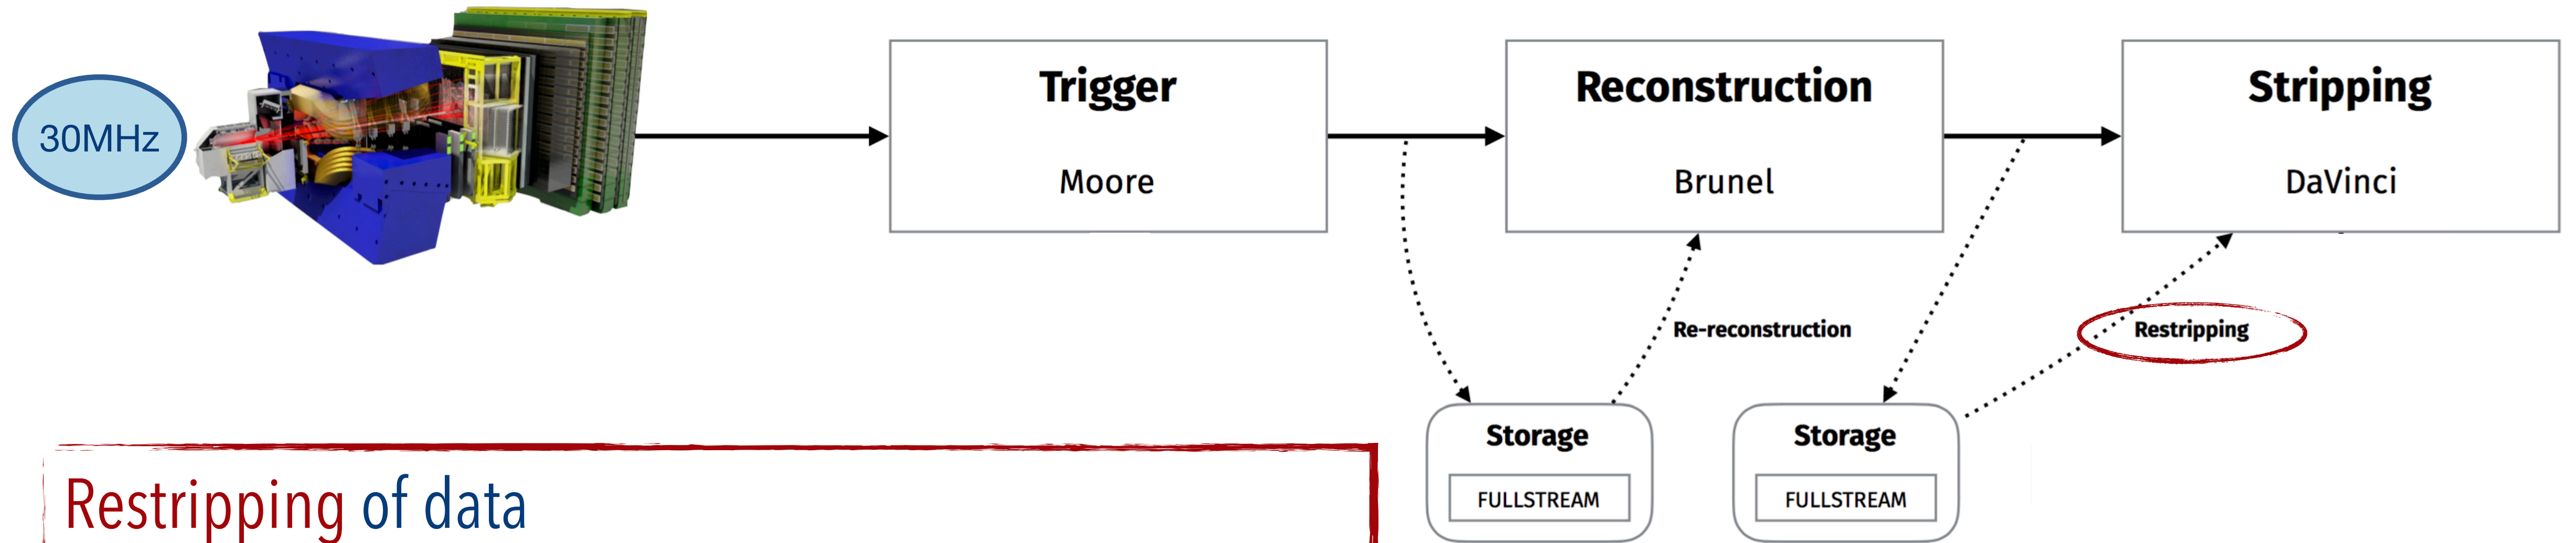 30MHz
Trigger
Moore
Reconstruction
Brunel
Stripping
DaVinci
Re-reconstruction
Restripping
Storage
FULLSTREAM
Storage
FULLSTREAM
Restripping of data